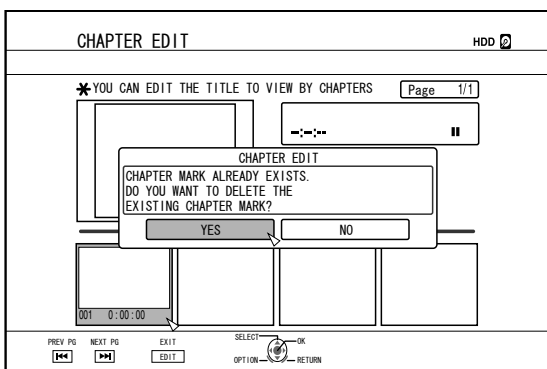 CHAPTER EDIT
HDD
*YOU CAN EDIT THE TITLE TO VIEW BY CHAPTERS
Page 1/1
-:-:--
CHAPTER EDIT
CHAPTER MARK ALREADY EXISTS.
DO YOU WANT TO DELETE THE
EXISTING CHAPTER MARK?
YES NO
001 0:00:00
PREV PG NEXT PG EXIT SELECT OK
EDIT OPTION RETURN